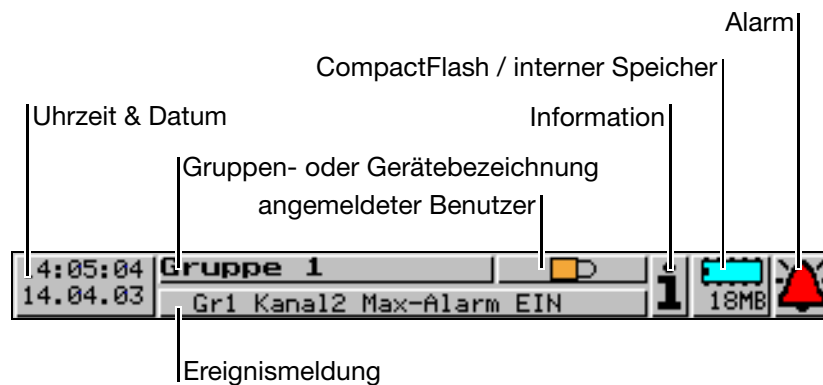 Alarm
CompactFlash / interner Speicher
Uhrzeit & Datum
Information
Gruppen- oder Gerätebezeichnung
angemeldeter Benutzer
4:05:04
Gruppe 1
14.04.03
Gr1 Kanal2 Max-Alarm EIN
18MB
Ereignismeldung